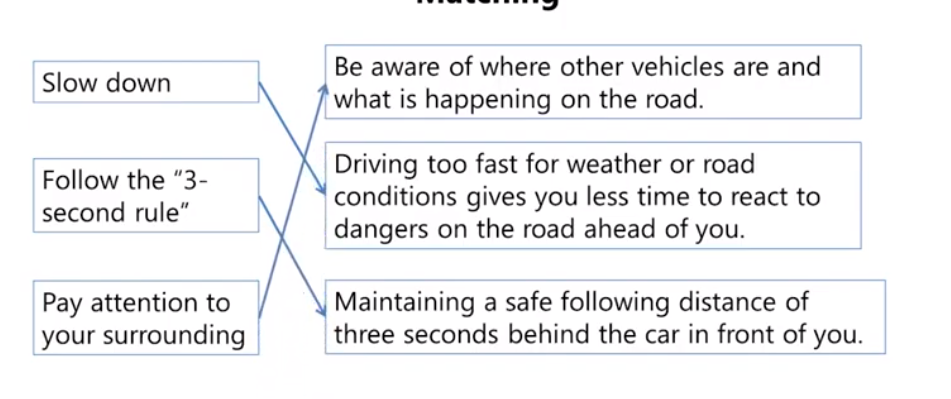 Matching
Slow down
Be aware of where other vehicles are and
what is happening on the road.
Follow the “3-
second rule”
Driving too fast for weather or road
conditions gives you less time to react to
dangers on the road ahead of you.
Pay attention to
your surrounding
Maintaining a safe following distance of
three seconds behind the car in front of you.